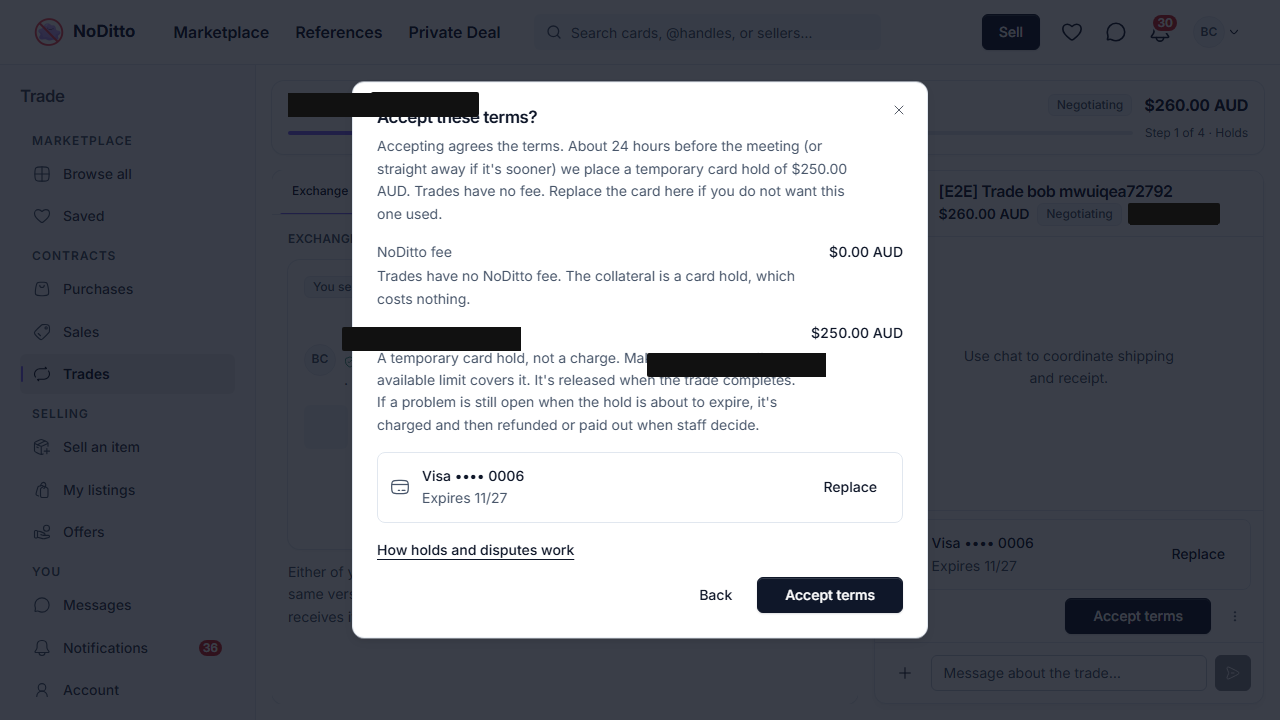 NoDitto
Marketplace
References
Private Deal
Search cards, @handles, or sellers...
Sell
30
BC
Trade
MARKETPLACE
Browse all
Saved
CONTRACTS
Purchases
Sales
Trades
SELLING
Sell an item
My listings
Offers
YOU
Messages
Notifications
36
Account
Negotiating
$260.00 AUD
Step 1 of 4 · Holds
Exchange
EXCHANG
You se
BC
Either of y
same vers
receives i
Accept these terms?
Accepting agrees the terms. About 24 hours before the meeting (or
straight away if it's sooner) we place a temporary card hold of $250.00
AUD. Trades have no fee. Replace the card here if you do not want this
one used.
NoDitto fee
$0.00 AUD
Trades have no NoDitto fee. The collateral is a card hold, which
costs nothing.
$250.00 AUD
A temporary card hold, not a charge.
available limit covers it. It's released when the trade completes.
If a problem is still open when the hold is about to expire, it's
charged and then refunded or paid out when staff decide.
Visa •••• 0006
Expires 11/27
Replace
How holds and disputes work
Back
Accept terms
[E2E] Trade bob mwuiqea72792
$260.00 AUD
Negotiating
Use chat to coordinate shipping
and receipt.
Visa •••• 0006
Expires 11/27
Replace
Accept terms
Message about the trade...